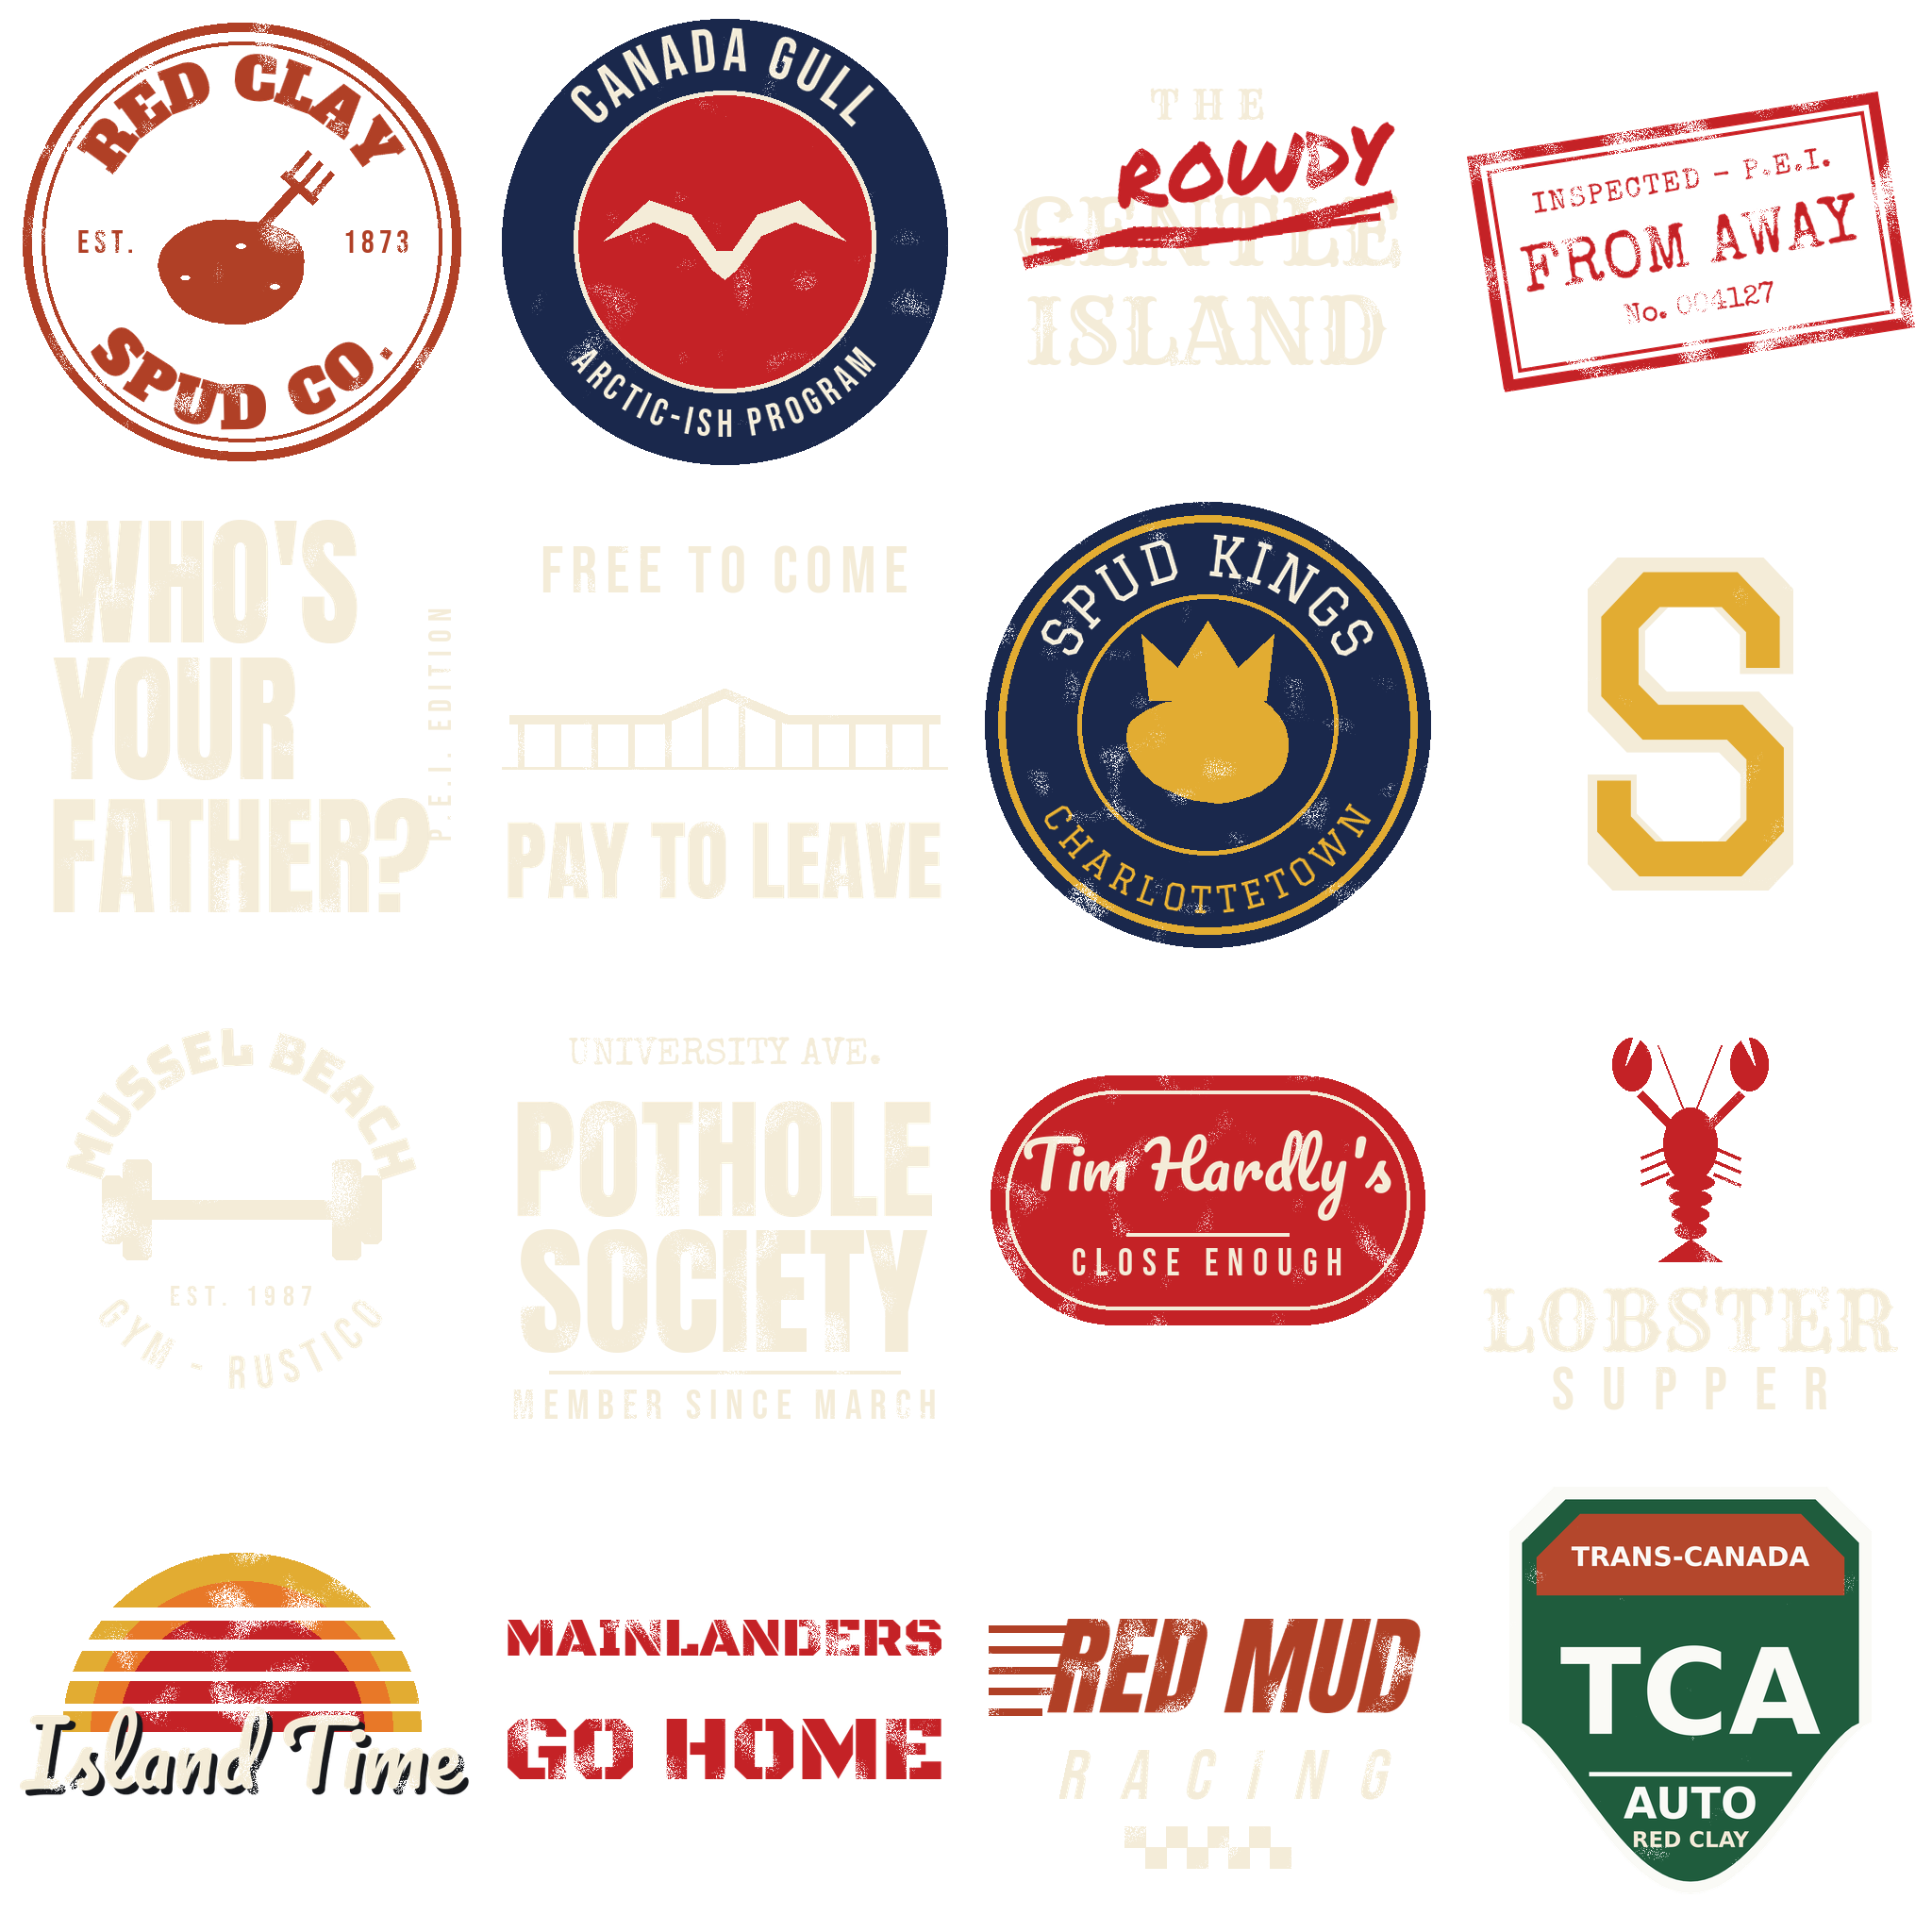 RED CLAY
EST. 1873
SPUD CO.
CANADA GULL
ARCTIC-ISH PROGRAM
THE
ROWDY
GENTLE
ISLAND
INSPECTED - P.E.I.
FROM AWAY
No. 004127
WHO'S
YOUR
FATHER?
P.E.I. EDITION
FREE TO COME
PAY TO LEAVE
SPUD KINGS
CHARLOTTETOWN
S
MUSSEL BEACH
EST. 1987
GYM - RUSTICO
UNIVERSITY AVE.
POTHOLE
SOCIETY
MEMBER SINCE MARCH
Tim Hardly's
CLOSE ENOUGH
LOBSTER
SUPPER
Island Time
MAINLANDERS
GO HOME
RED MUD
RACING
TRANS-CANADA
TCA
AUTO
RED CLAY